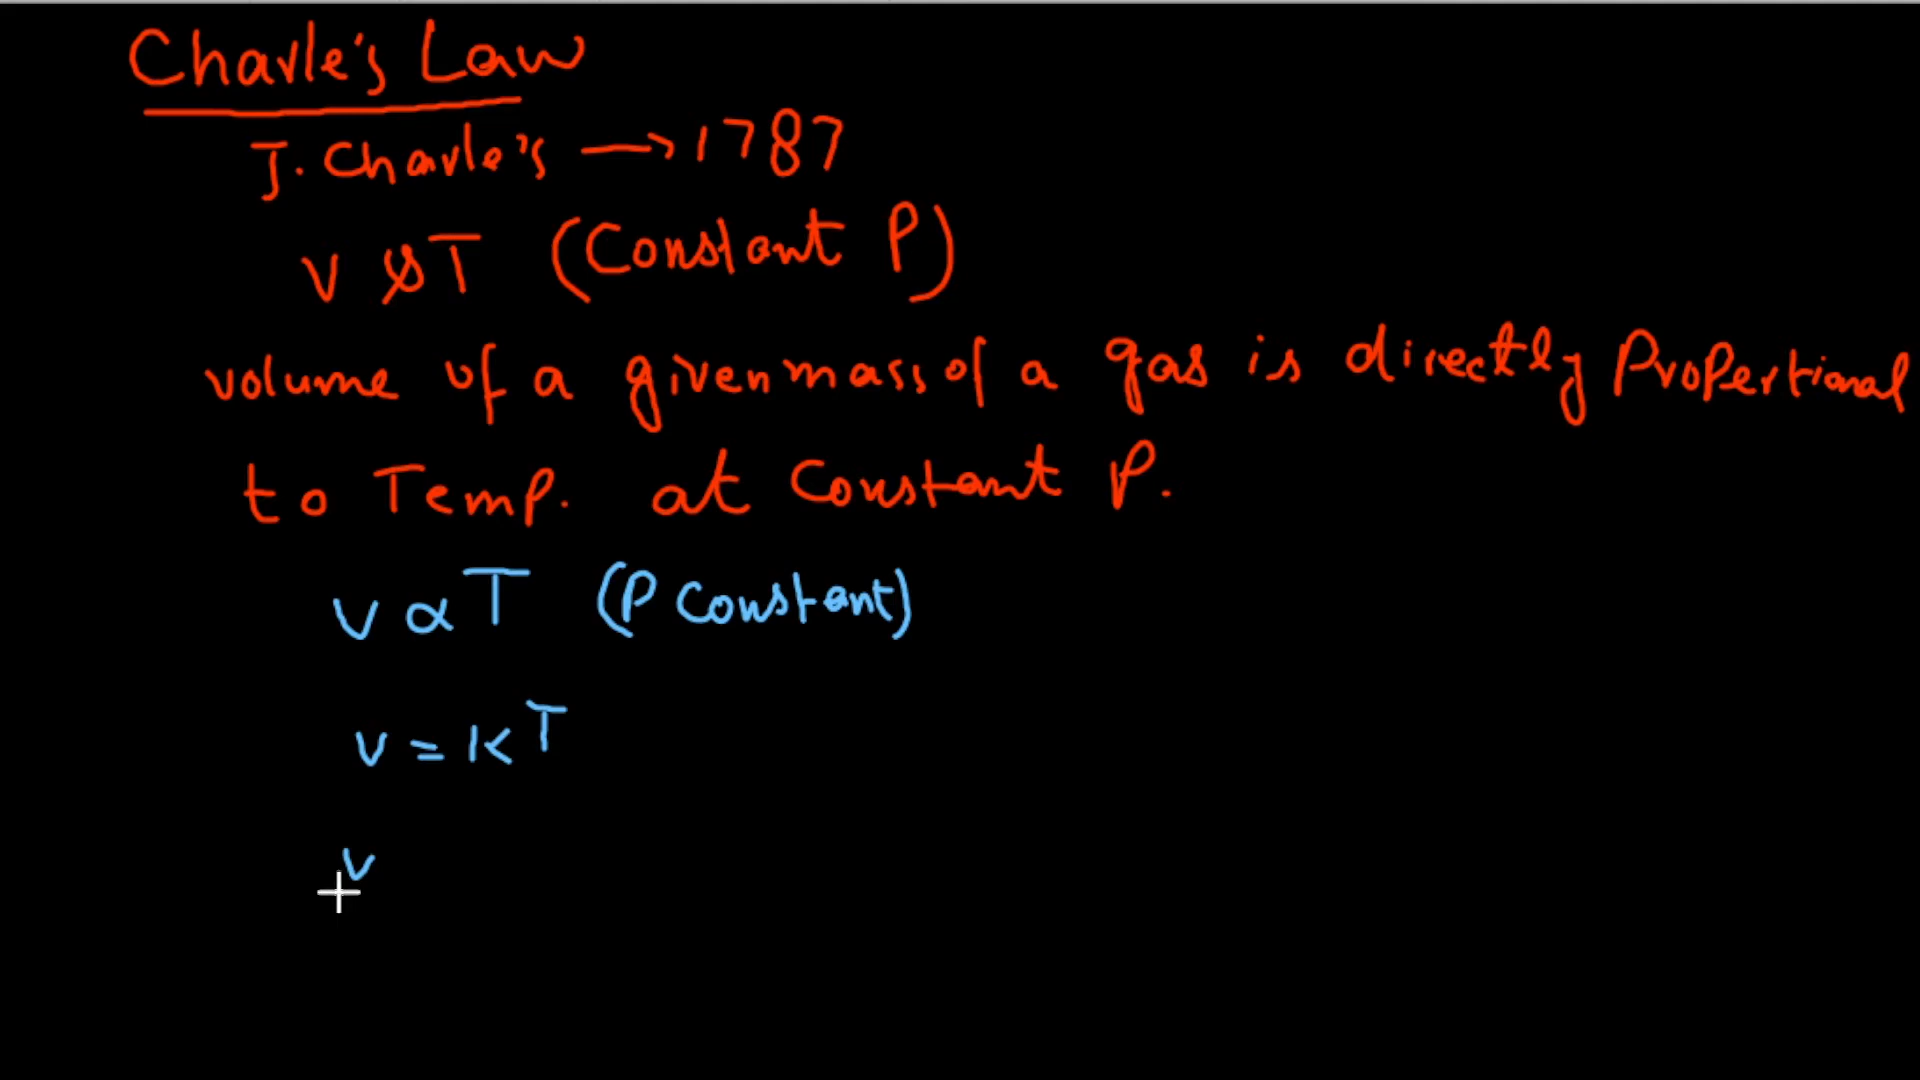 Charle's Law
J. Charle's → 1787
V & T (Constant P)
volume of a given mass of a gas is directly Propertional
to Temp. at Constant P.
V ∝ T (P Constant)
V = KT
V